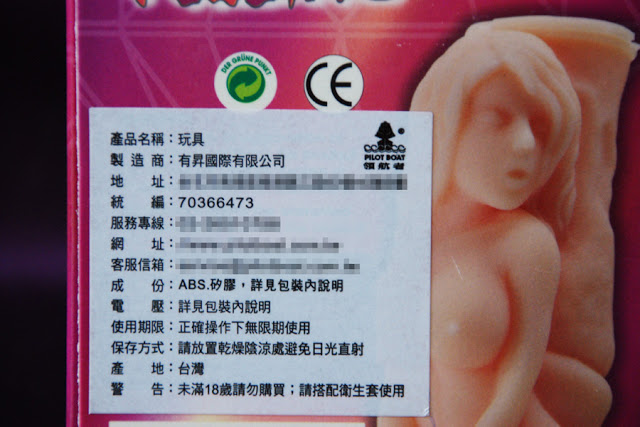 DER GRÜNE PUNKT
CE
產品名稱：玩具
製造商：有昇國際有限公司
地址：
統編：70366473
服務專線：
網址：
客服信箱：
成份：ABS.矽膠，詳見包裝內說明
電壓：詳見包裝內說明
使用期限：正確操作下無限期使用
保存方式：請放置乾燥陰涼處避免日光直射
產地：台灣
警告：未滿18歲請勿購買；請搭配衛生套使用
PILOT BOAT
領航者